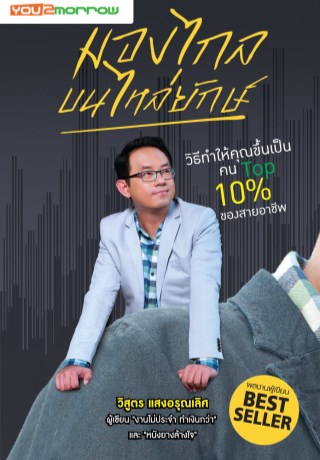 YOU2MORROW
มองไกล
บนไหล่ยักษ์
วิธีทำให้คุณขึ้นเป็น
คน Top
10%
ของสายอาชีพ
วิสูตร แสงอรุณเลิศ
ผู้เขียน "งานไม่ประจำ ทำเงินกว่า"
และ "หนังยางล้างใจ"
ผลงานผู้เขียน
BEST
SELLER